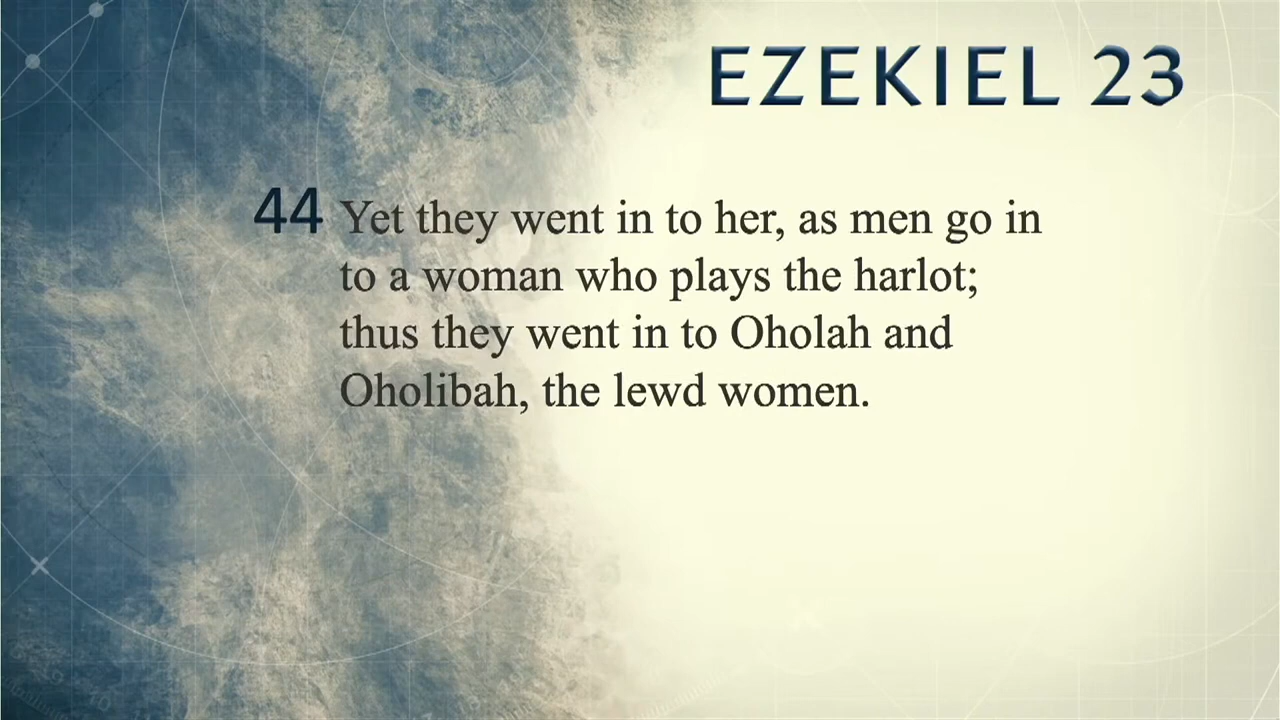 EZEKIEL 23
44 Yet they went in to her, as men go in
to a woman who plays the harlot;
thus they went in to Oholah and
Oholibah, the lewd women.